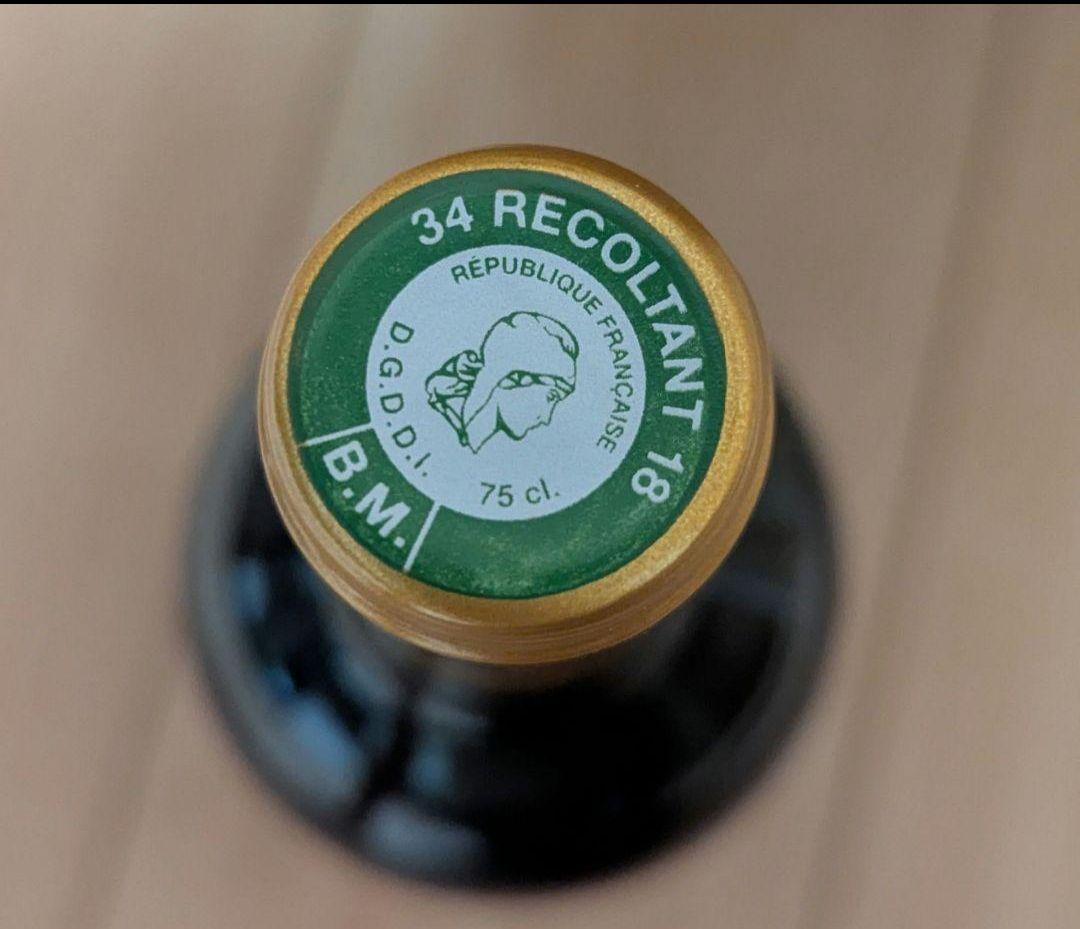 34 RECOLTANT 18
RÉPUBLIQUE FRANÇAISE
D.G.D.D.I.
75 cl.
B.M.